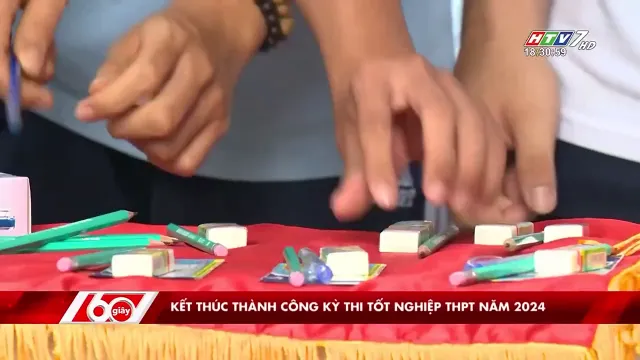 HTV7 HD
18:30:59
60 giây
KẾT THÚC THÀNH CÔNG KỲ THI TỐT NGHIỆP THPT NĂM 2024